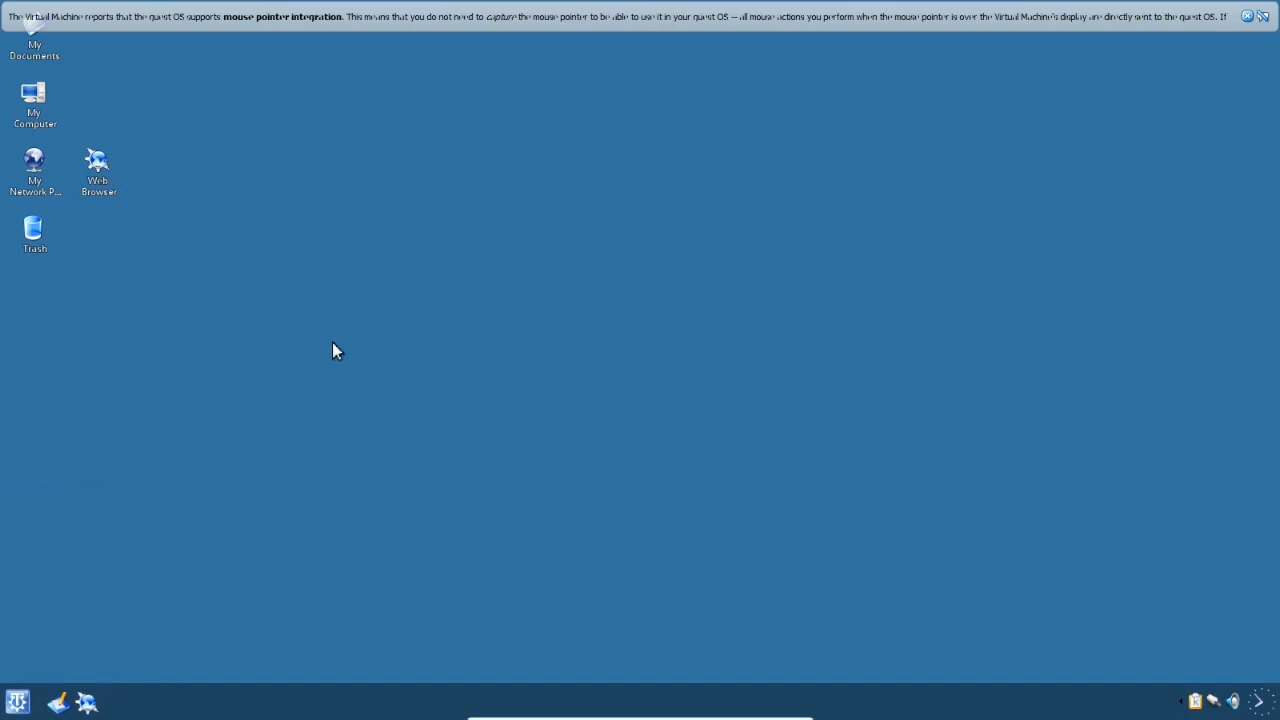 The Virtual Machine reports that the guest OS supports mouse pointer integration. This means that you do not need to capture the mouse pointer to be able to use it in your guest OS -- all mouse actions you perform when the mouse pointer is over the Virtual Machine's display are directly sent to the guest OS. If
My
Documents
My
Computer
My
Network P...
Web
Browser
Trash